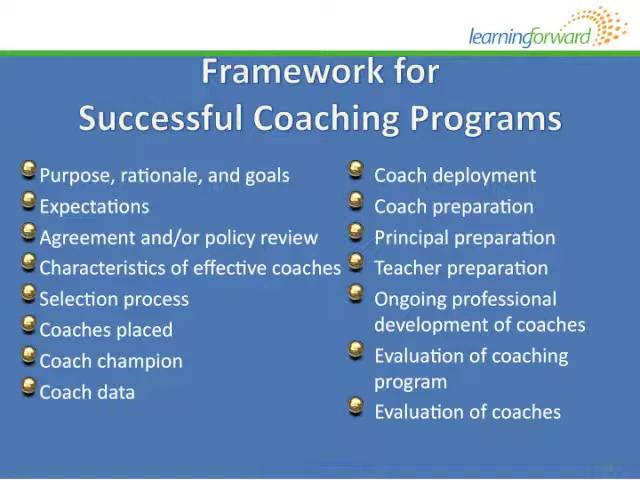 learningforward
Framework for
Successful Coaching Programs
Purpose, rationale, and goals
Expectations
Agreement and/or policy review
Characteristics of effective coaches
Selection process
Coaches placed
Coach champion
Coach data
Coach deployment
Coach preparation
Principal preparation
Teacher preparation
Ongoing professional
development of coaches
Evaluation of coaching
program
Evaluation of coaches